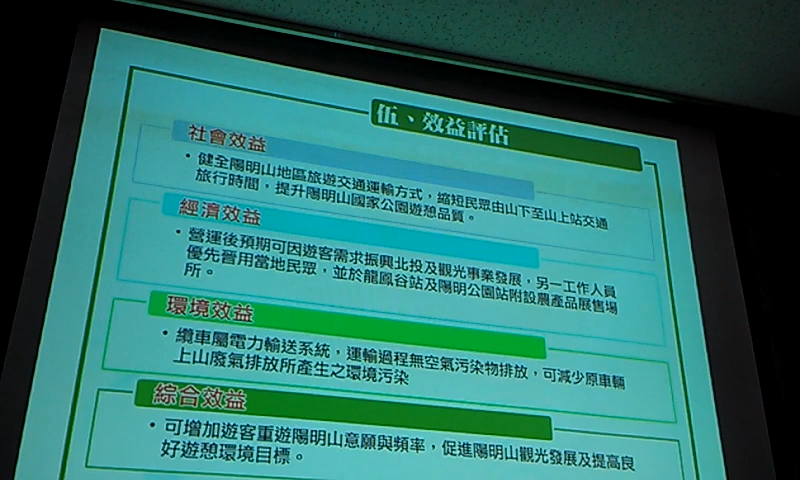 伍、效益評估
社會效益
•健全陽明山地區旅遊交通運輸方式，縮短民眾由山下至山上站交通
旅行時間，提升陽明山國家公園遊憩品質。
經濟效益
•營運後預期可因遊客需求振興北投及觀光事業發展，另一工作人員
優先晉用當地民眾，並於龍鳳谷站及陽明公園站附設農產品展售場
所。
環境效益
•纜車屬電力輸送系統，運輸過程無空氣污染物排放，可減少原車輛
上山廢氣排放所產生之環境污染
綜合效益
•可增加遊客重遊陽明山意願與頻率，促進陽明山觀光發展及提高良
好遊憩環境目標。